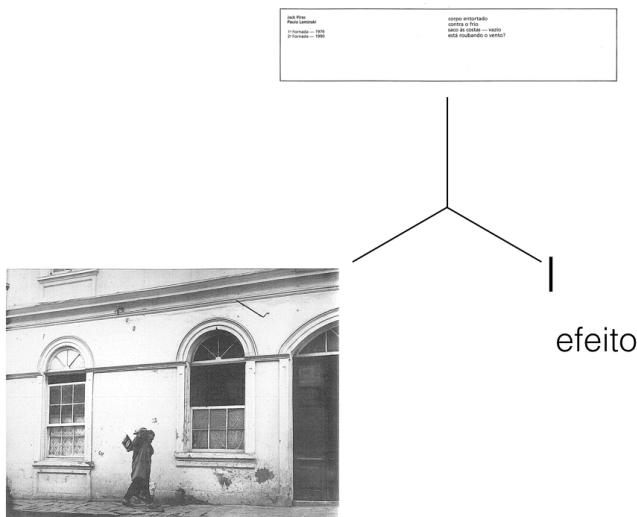 Jack Pires
Paulo Leminski
1ª Fornada — 1976
2ª Fornada — 1990
corpo entortado
contra o frio
saco às costas — vazio
está roubando o vento?
efeito